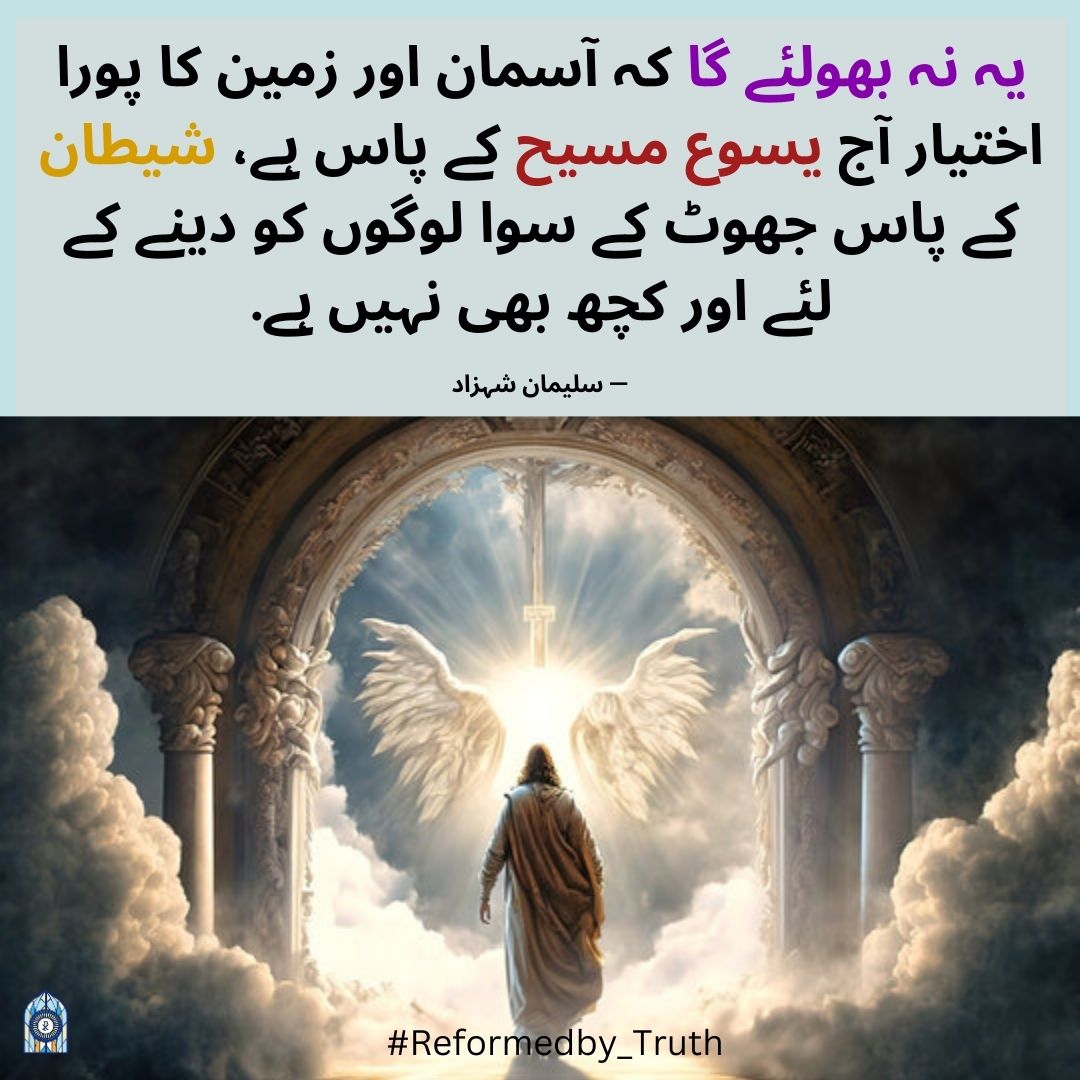 یہ نہ بھولئے گا کہ آسمان اور زمین کا پورا
اختیار آج یسوع مسیح کے پاس ہے، شیطان
کے پاس جھوٹ کے سوا لوگوں کو دینے کے
لئے اور کچھ بھی نہیں ہے.
— سلیمان شہزاد
#Reformedby_Truth